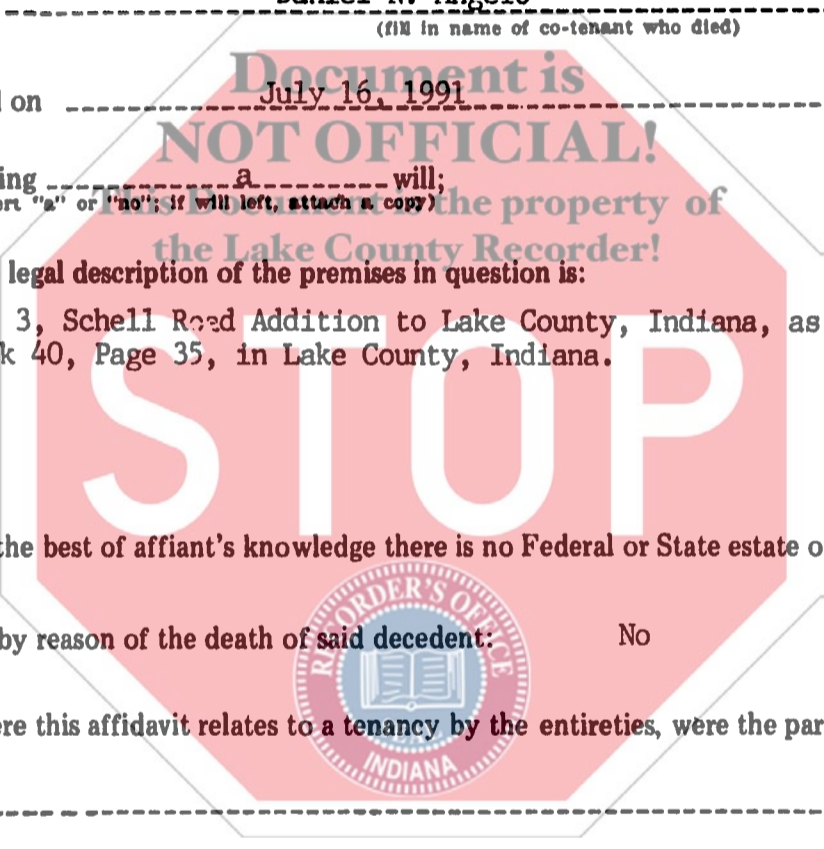 (fill in name of co-tenant who died)
on July 16, 1991
ing a will;
ort "a" or "no"; if will left, attach a copy)
legal description of the premises in question is:
3, Schell Road Addition to Lake County, Indiana, as
k 40, Page 35, in Lake County, Indiana.
the best of affiant's knowledge there is no Federal or State estate o
by reason of the death of said decedent: No
ere this affidavit relates to a tenancy by the entireties, were the par
Document is
NOT OFFICIAL!
This Document is the property of
the Lake County Recorder!
STOP
RECORDER'S OFFICE
INDIANA